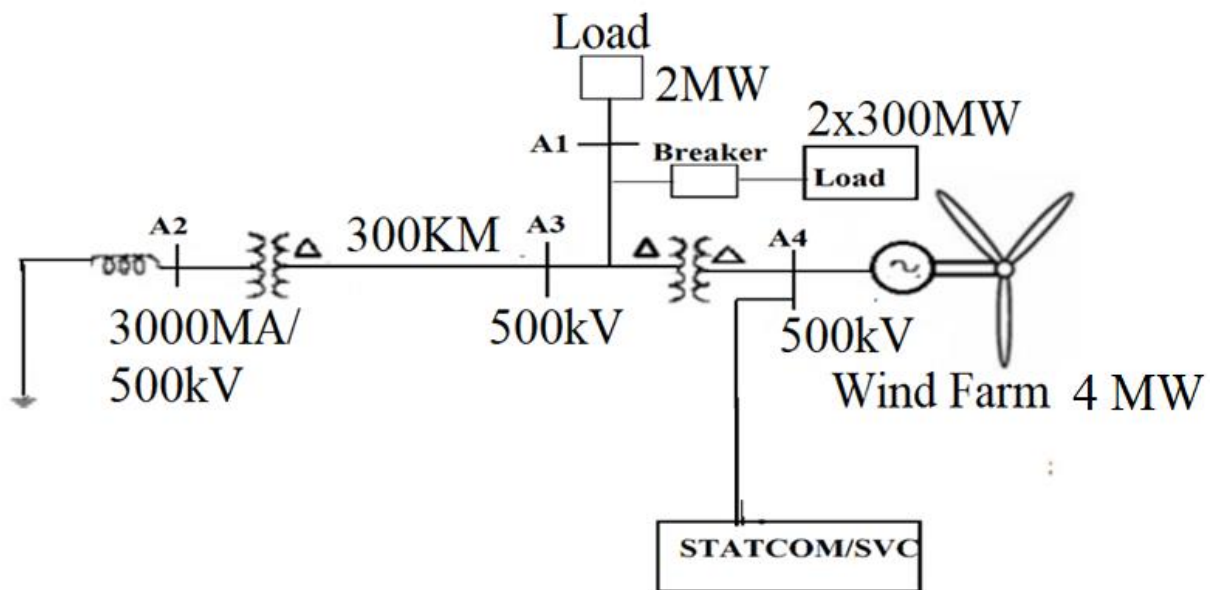 Load
2MW
2x300MW
A1
Breaker
Load
A2
300KM
A3
A4
Δ
Δ
△
~
3000MA/
500kV
500kV
500kV
Wind Farm 4 MW
STATCOM/SVC